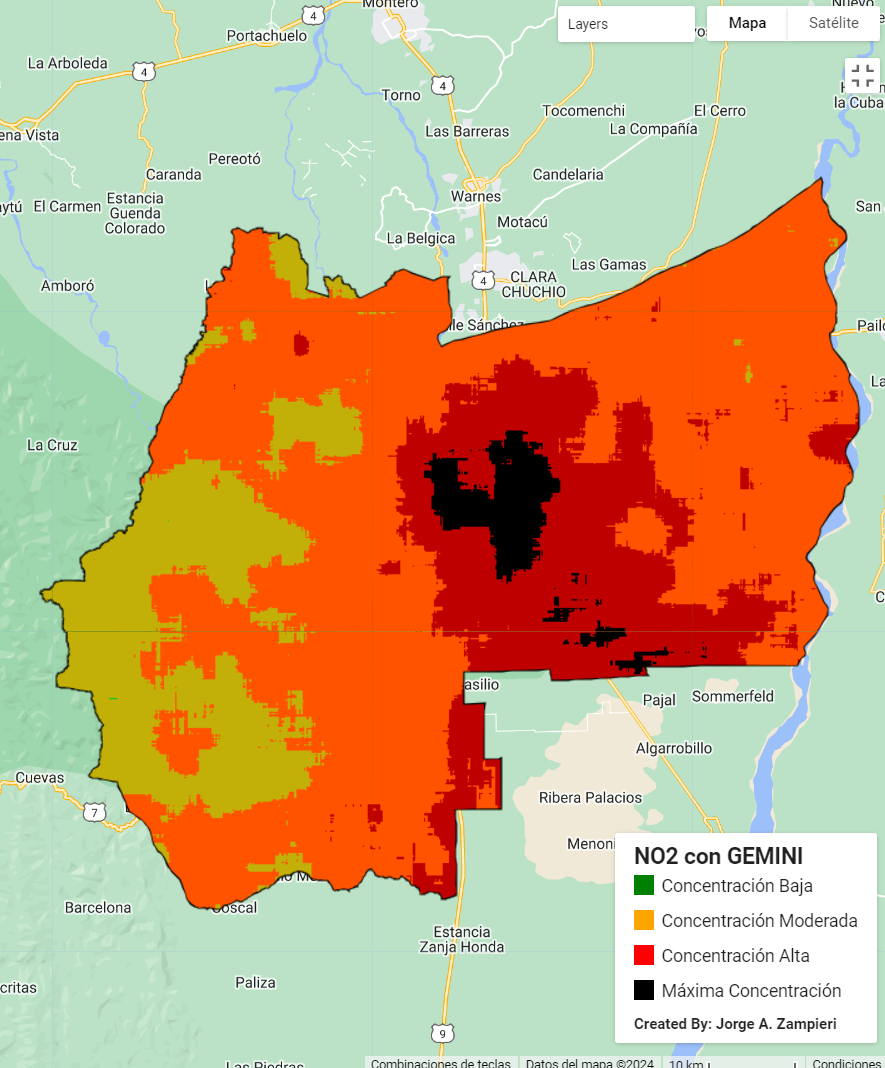 Montero
4
Portachuelo
Layers
Mapa
Satélite
La Arboleda
4
4
Torno
Tocomenchi
El Cerro
la Cuba
ena Vista
Las Barreras
La Compañía
Pereotó
Caranda
Candelaria
Estancia
Guenda
Colorado
El Carmen
Warnes
San
Motacú
La Belgica
Las Gamas
4
CLARA
CHUCHIO
Amboró
lle Sánchez
Pailo
La
La Cruz
asilio
Pajal
Sommerfeld
Algarrobillo
Cuevas
7
Ribera Palacios
Menoni
NO2 con GEMINI
Concentración Baja
Concentración Moderada
Concentración Alta
Máxima Concentración
Created By: Jorge A. Zampieri
Barcelona
oscal
Estancia
Zanja Honda
Paliza
critas
9
Las Piedras
Combinaciones de teclas
Datos del mapa ©2024
10 km
Condiciones